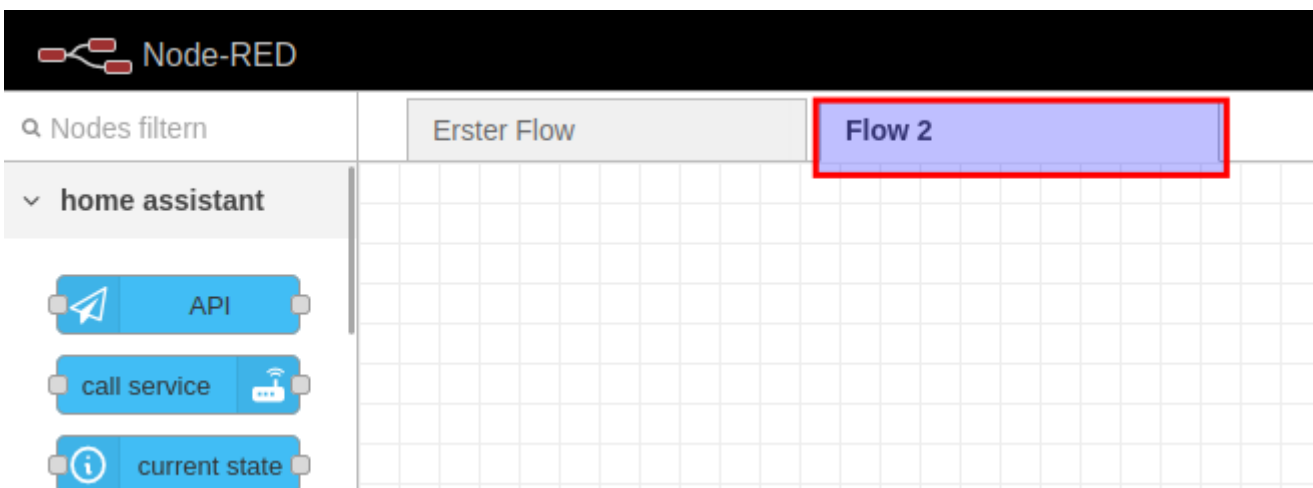 Node-RED
Nodes filtern
Erster Flow
Flow 2
home assistant
API
call service
current state